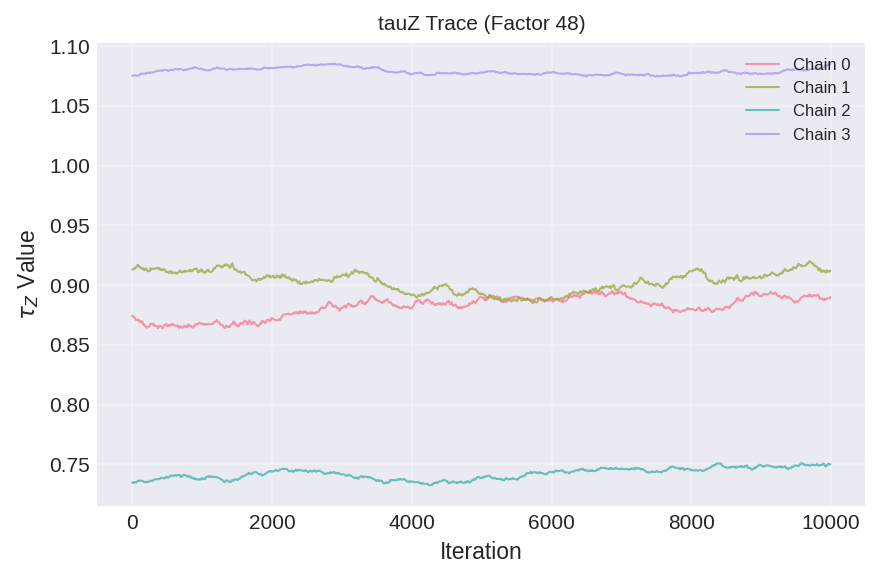 tauZ Trace (Factor 48)
1.10
1.05
1.00
0.95
0.90
0.85
0.80
0.75
τZ Value
Chain 0
Chain 1
Chain 2
Chain 3
0 2000 4000 6000 8000 10000
Iteration